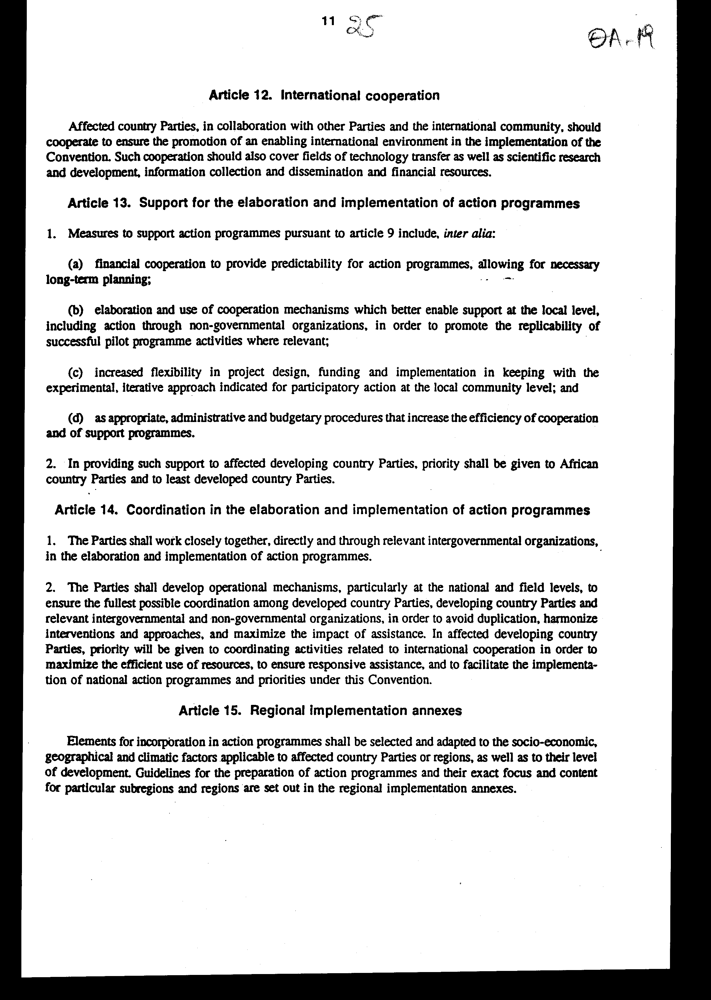 11 25
Article 12. International cooperation
Affected country Parties, in collaboration with other Parties and the international community, should
cooperate to ensure the promotion of an enabling international environment in the implementation of the
Convention. Such cooperation should also cover fields of technology transfer as well as scientific research
and development, information collection and dissemination and financial resources.
Article 13. Support for the elaboration and implementation of action programmes
1. Measures to support action programmes pursuant to article 9 include, inter alia:
(a) financial cooperation to provide predictability for action programmes, allowing for necessary
long-term planning;
(b) elaboration and use of cooperation mechanisms which better enable support at the local level,
including action through non-governmental organizations, in order to promote the replicability of
successful pilot programme activities where relevant;
(c) increased flexibility in project design, funding and implementation in keeping with the
experimental, iterative approach indicated for participatory action at the local community level; and
(d) as appropriate, administrative and budgetary procedures that increase the efficiency of cooperation
and of support programmes.
2. In providing such support to affected developing country Parties, priority shall be given to African
country Parties and to least developed country Parties.
Article 14. Coordination in the elaboration and implementation of action programmes
1. The Parties shall work closely together, directly and through relevant intergovernmental organizations,
in the elaboration and implementation of action programmes.
2. The Parties shall develop operational mechanisms, particularly at the national and field levels, to
ensure the fullest possible coordination among developed country Parties, developing country Parties and
relevant intergovernmental and non-governmental organizations, in order to avoid duplication, harmonize
interventions and approaches, and maximize the impact of assistance. In affected developing country
Parties, priority will be given to coordinating activities related to international cooperation in order to
maximize the efficient use of resources, to ensure responsive assistance, and to facilitate the implementa-
tion of national action programmes and priorities under this Convention.
Article 15. Regional implementation annexes
Elements for incorporation in action programmes shall be selected and adapted to the socio-economic,
geographical and climatic factors applicable to affected country Parties or regions, as well as to their level
of development. Guidelines for the preparation of action programmes and their exact focus and content
for particular subregions and regions are set out in the regional implementation annexes.